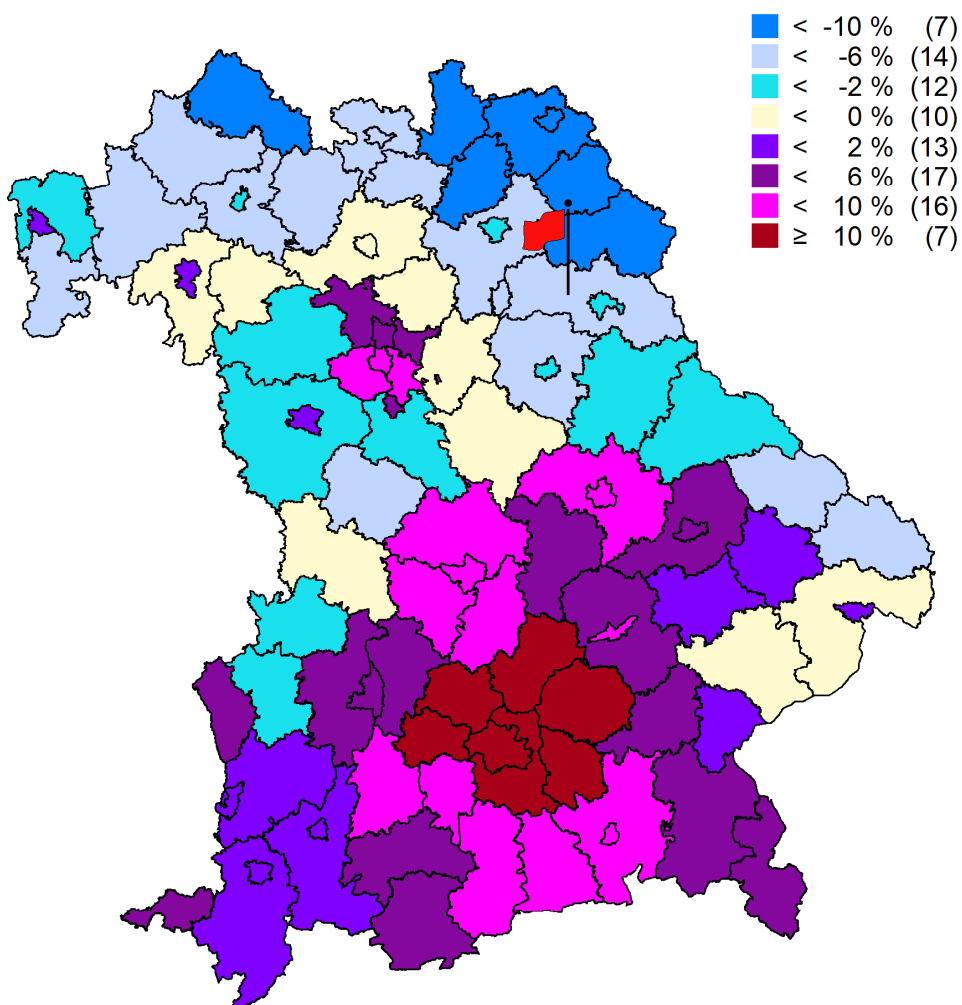 < -10 % (7)
< -6 % (14)
< -2 % (12)
< 0 % (10)
< 2 % (13)
< 6 % (17)
< 10 % (16)
≥ 10 % (7)